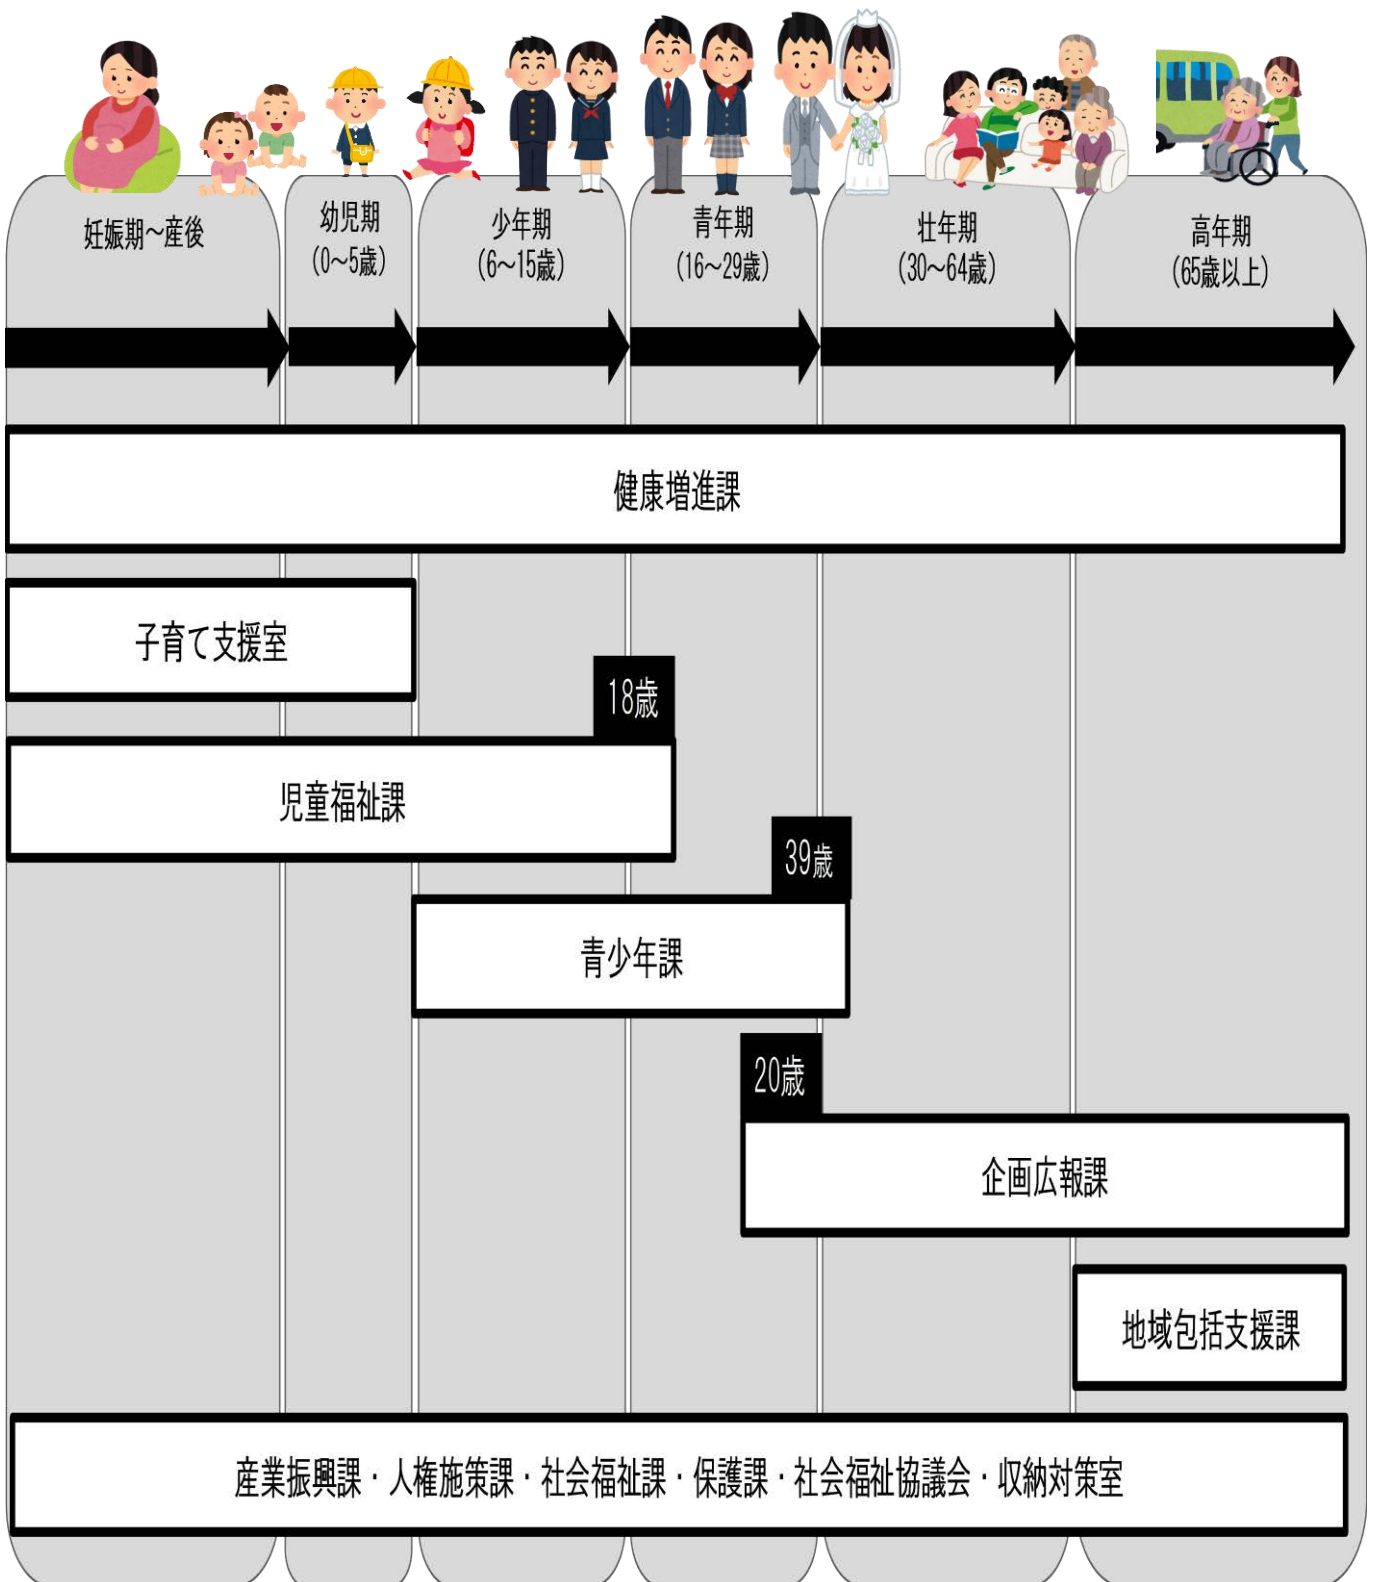 妊娠期～産後
幼児期
(0～5歳)
少年期
(6～15歳)
青年期
(16～29歳)
壮年期
(30～64歳)
高年期
(65歳以上)
健康増進課
子育て支援室
18歳
児童福祉課
39歳
青少年課
20歳
企画広報課
地域包括支援課
産業振興課・人権施策課・社会福祉課・保護課・社会福祉協議会・収納対策室